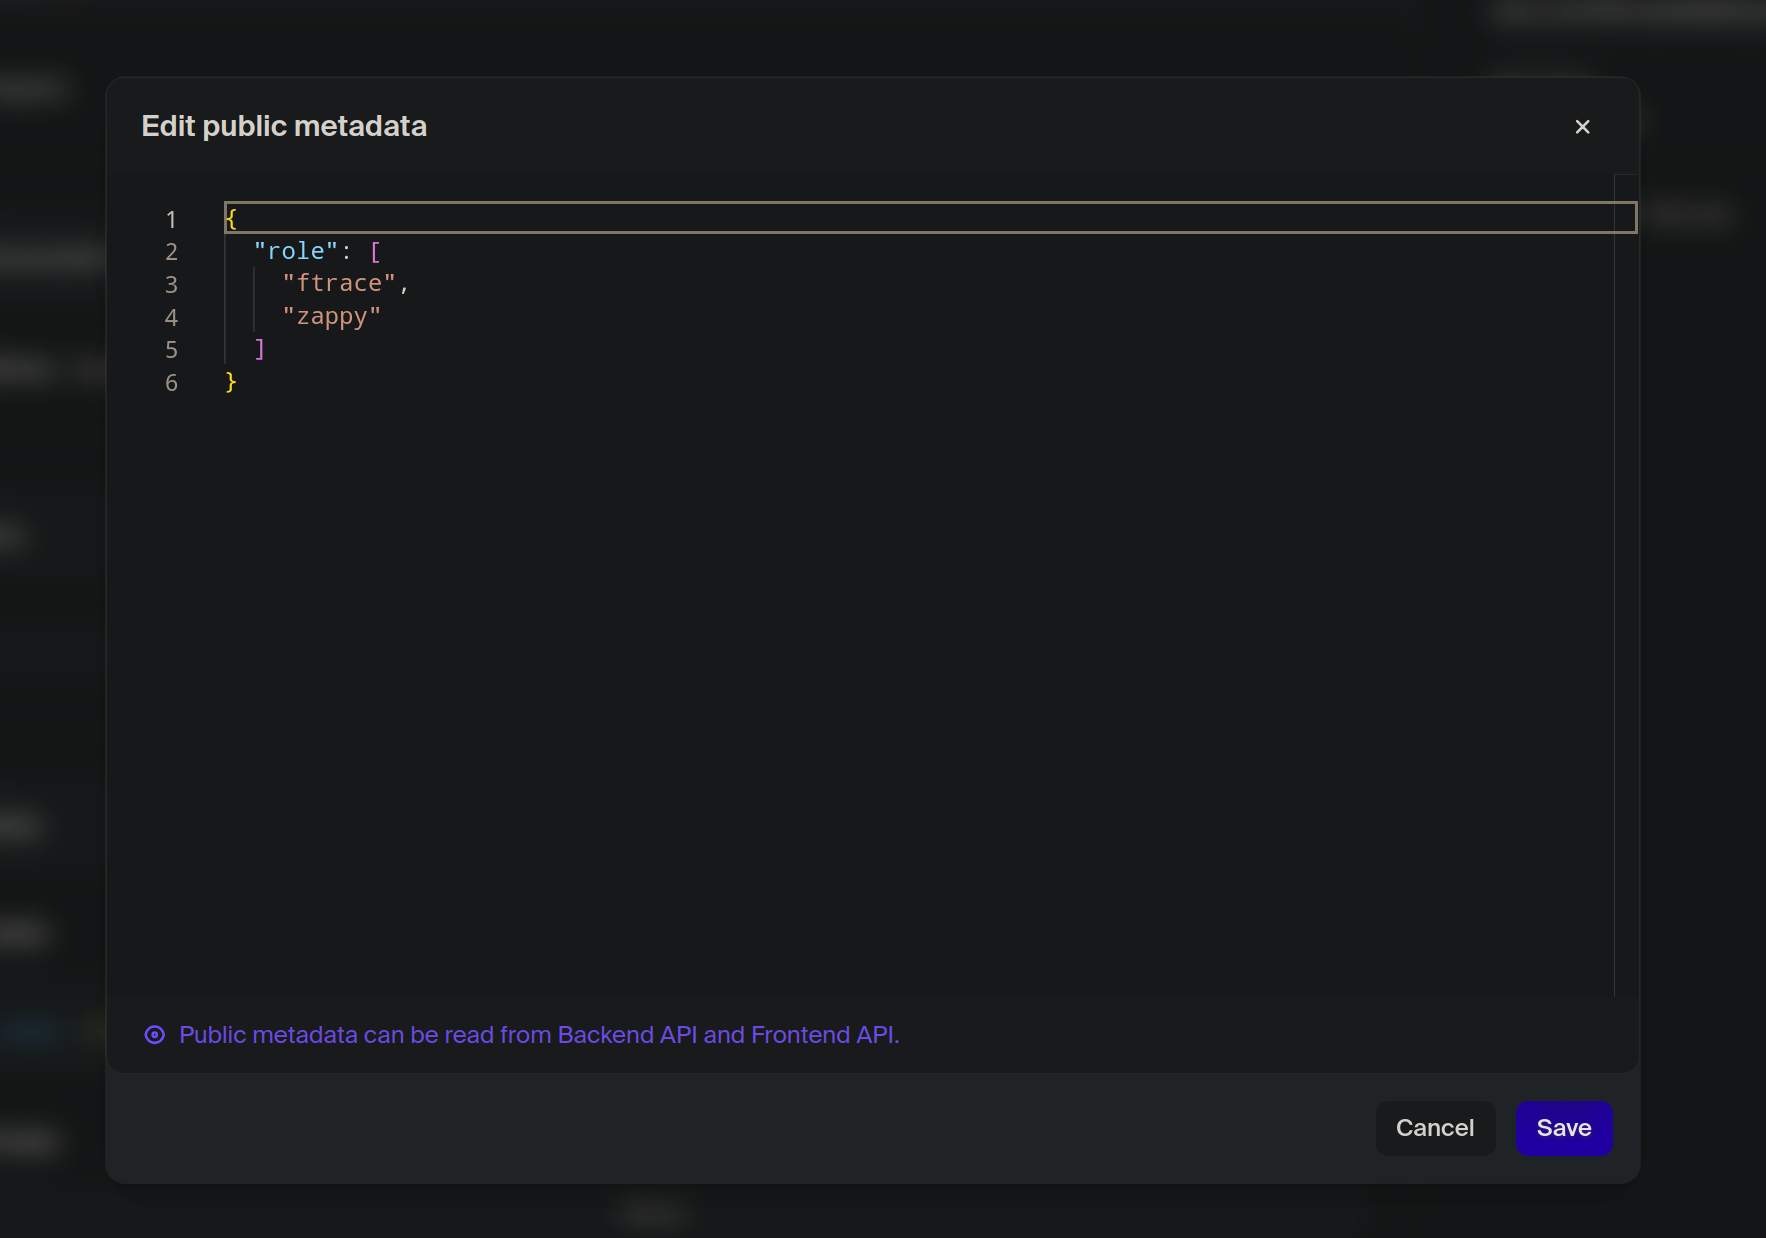 Edit public metadata
1 {
2 "role": [
3 "ftrace",
4 "zappy"
5 ]
6 }
Public metadata can be read from Backend API and Frontend API.
Cancel Save